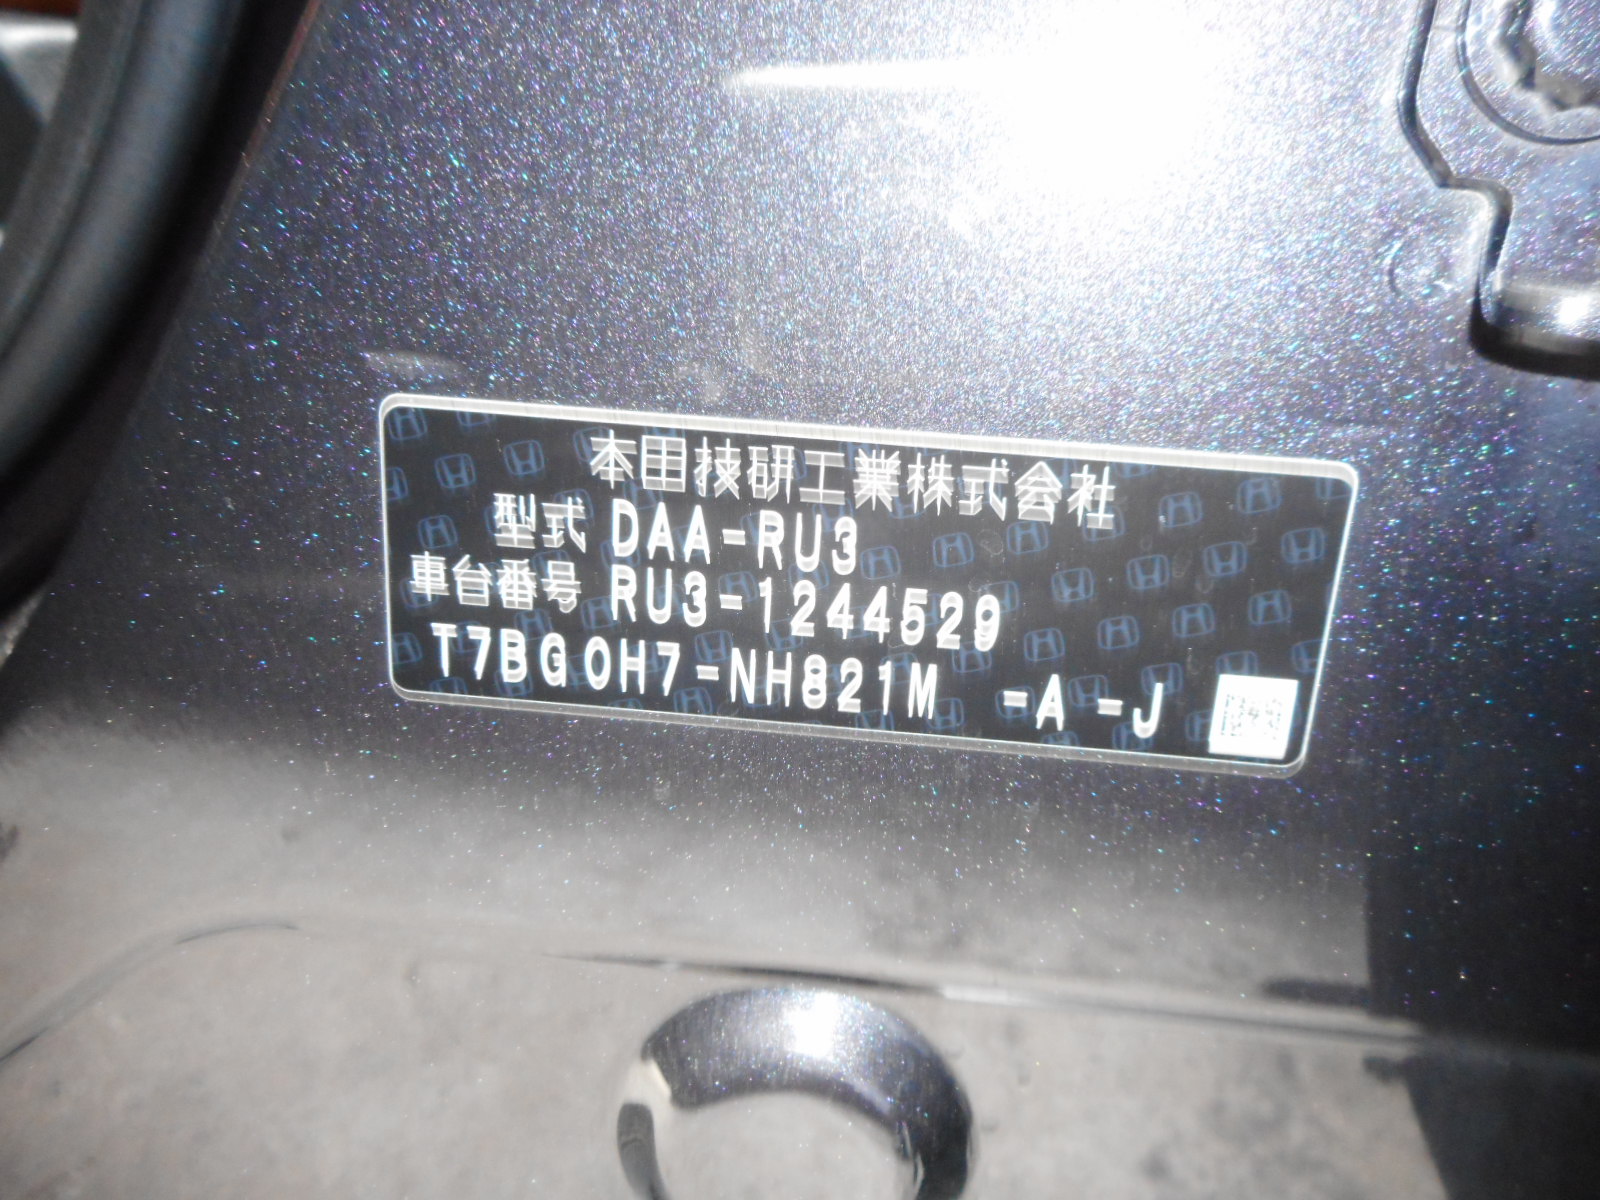 本田技研工業株式会社
型式 DAA-RU3
車台番号 RU3-1244529
T7BG0H7-NH821M -A -J